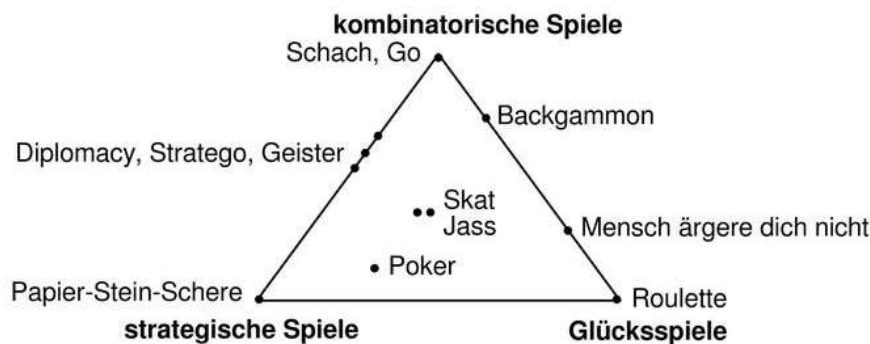 kombinatorische Spiele
Schach, Go
Backgammon
Diplomacy, Stratego, Geister
Skat
Jass
Mensch ärgere dich nicht
Poker
Papier-Stein-Schere
Roulette
strategische Spiele
Glücksspiele